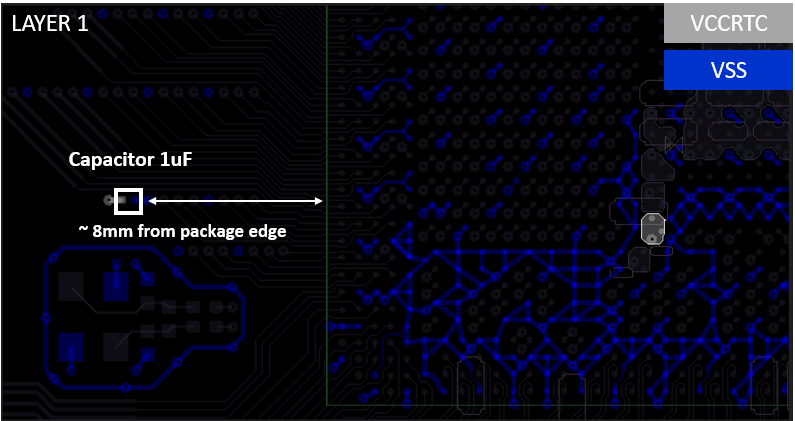 LAYER 1
VCCRTC
VSS
Capacitor 1uF
~ 8mm from package edge